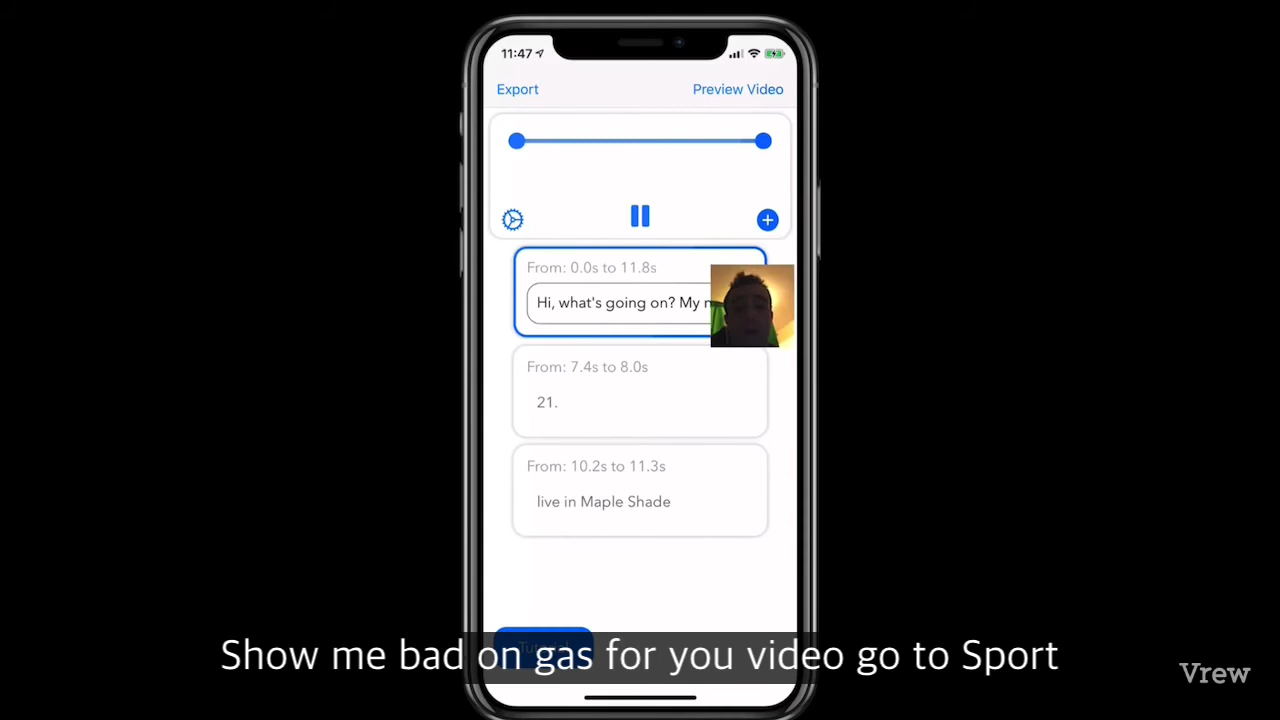 11:47
Export
Preview Video
From: 0.0s to 11.8s
Hi, what's going on? My
From: 7.4s to 8.0s
21.
From: 10.2s to 11.3s
live in Maple Shade
Show me bad on gas for you video go to Sport
Vrew